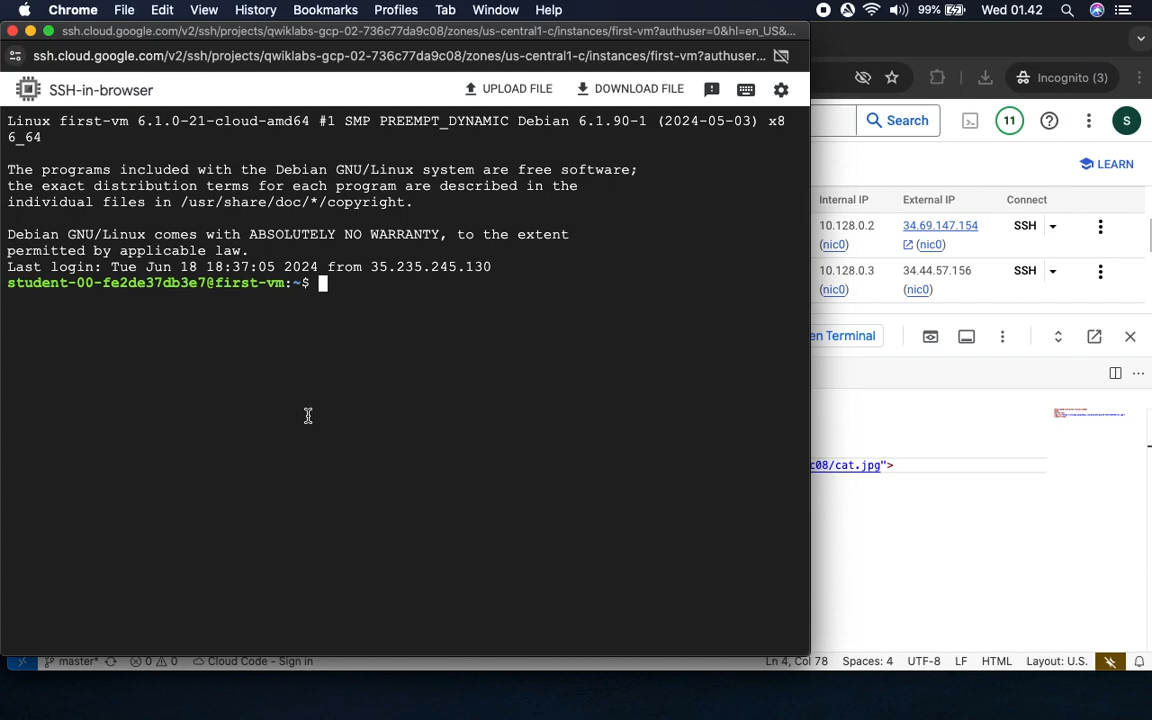 Chrome File Edit View History Bookmarks Profiles Tab Window Help 99% Wed 01.42
ssh.cloud.google.com/v2/ssh/projects/qwiklabs-gcp-02-736c77da9c08/zones/us-central1-c/instances/first-vm?authuser=0&hl=en_US&...
ssh.cloud.google.com/v2/ssh/projects/qwiklabs-gcp-02-736c77da9c08/zones/us-central1-c/instances/first-vm?authuser...
Incognito (3)
SSH-in-browser UPLOAD FILE DOWNLOAD FILE
Search 11 S
Linux first-vm 6.1.0-21-cloud-amd64 #1 SMP PREEMPT_DYNAMIC Debian 6.1.90-1 (2024-05-03) x8
6_64
The programs included with the Debian GNU/Linux system are free software;
the exact distribution terms for each program are described in the
individual files in /usr/share/doc/*/copyright.
Debian GNU/Linux comes with ABSOLUTELY NO WARRANTY, to the extent
permitted by applicable law.
Last login: Tue Jun 18 18:37:05 2024 from 35.235.245.130
student-00-fe2de37db3e7@first-vm:~$
LEARN
Internal IP External IP Connect
10.128.0.2 34.69.147.154 SSH
(nic0) (nic0)
10.128.0.3 34.44.57.156 SSH
(nic0) (nic0)
en Terminal
c08/cat.jpg">
master* 0 0 Cloud Code - Sign in Ln 4, Col 78 Spaces: 4 UTF-8 LF HTML Layout: U.S.